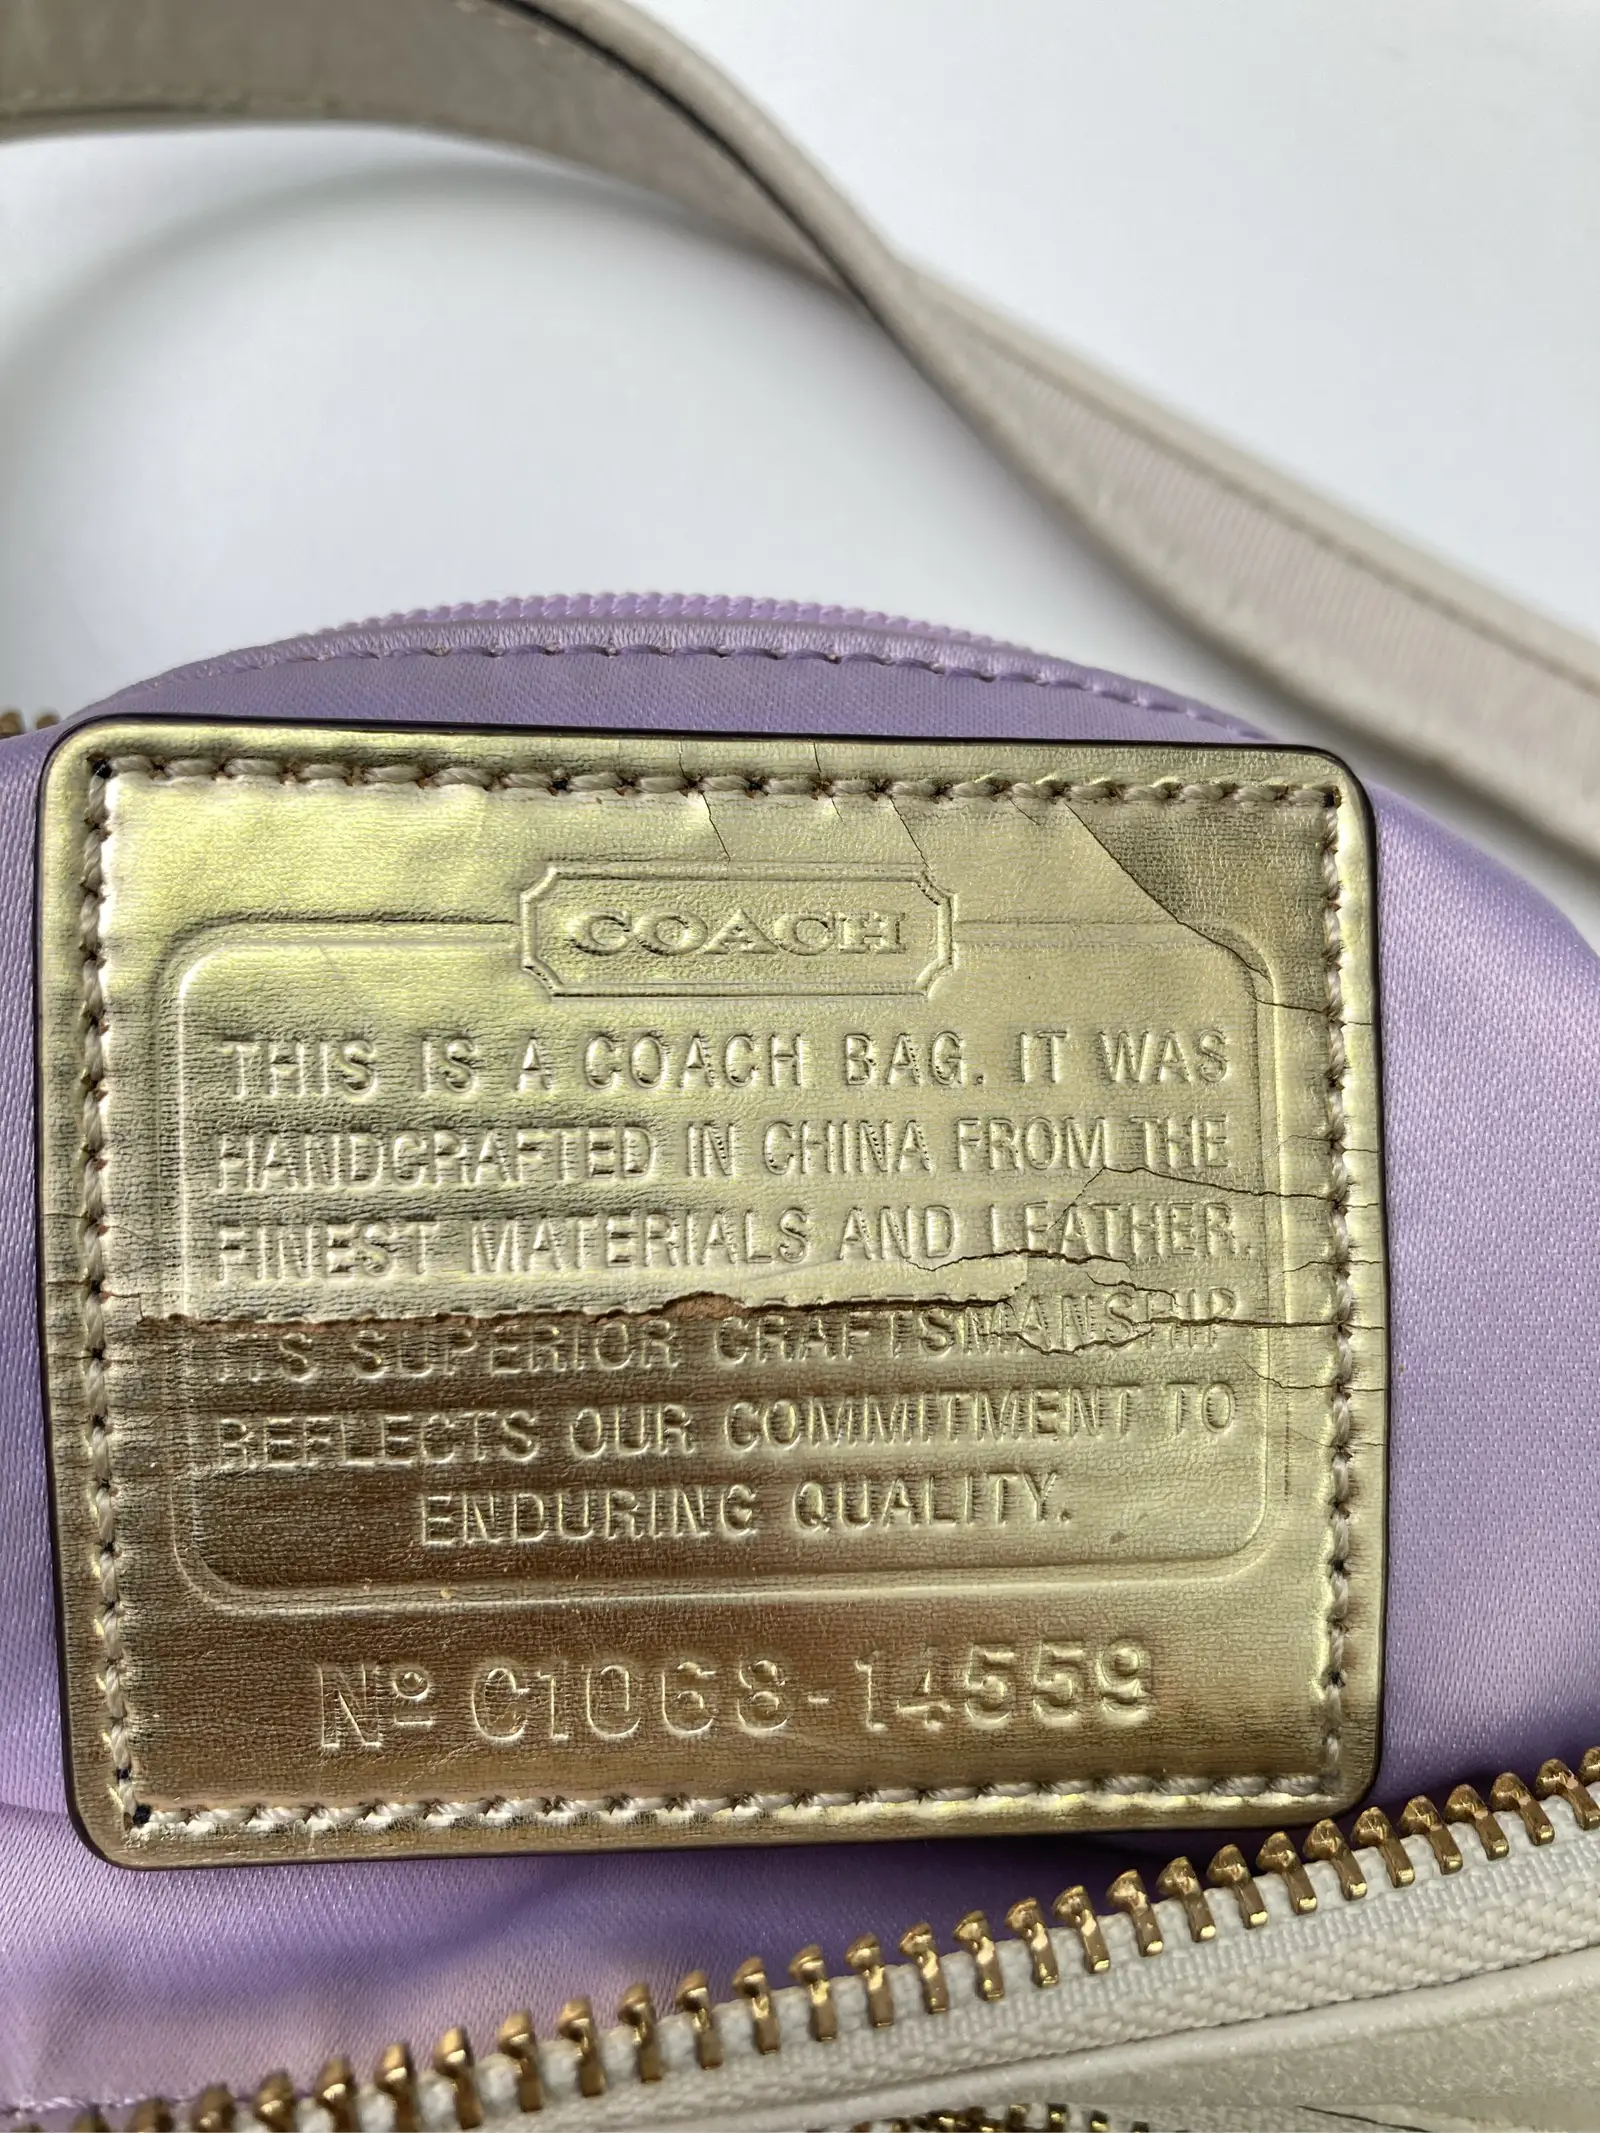 COACH
THIS IS A COACH BAG. IT WAS
HANDCRAFTED IN CHINA FROM THE
FINEST MATERIALS AND LEATHER.
ITS SUPERIOR CRAFTSMANSHIP
REFLECTS OUR COMMITMENT TO
ENDURING QUALITY.
Nº C1068-14559